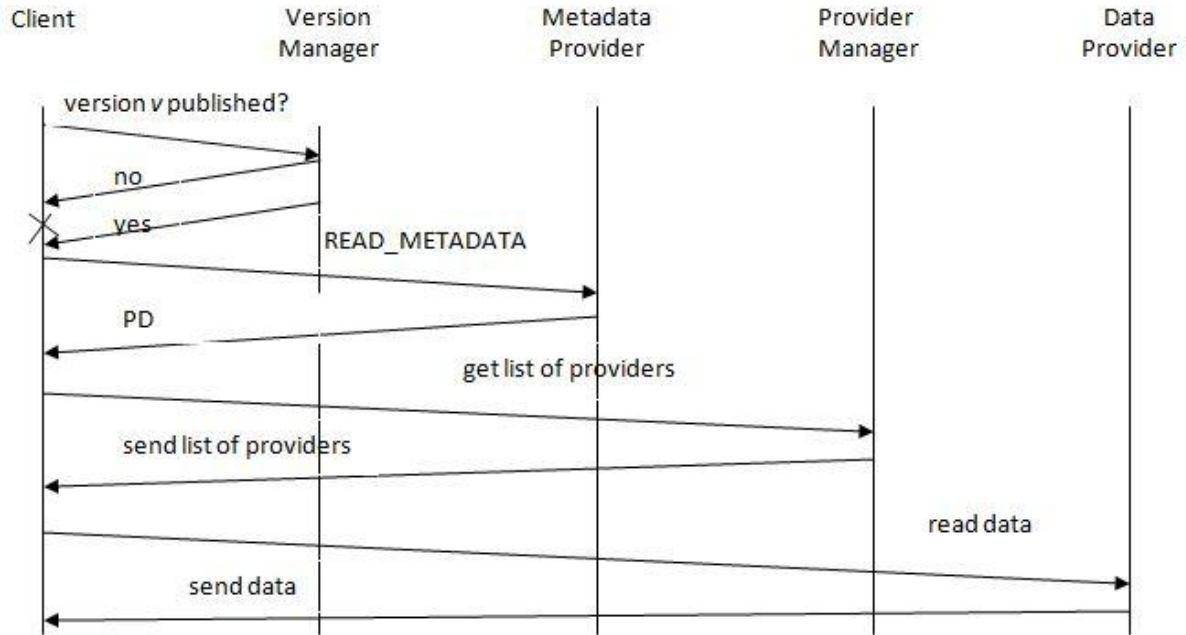 Client
Version
Manager
Metadata
Provider
Provider
Manager
Data
Provider
version v published?
no
yes
READ_METADATA
PD
get list of providers
send list of providers
read data
send data